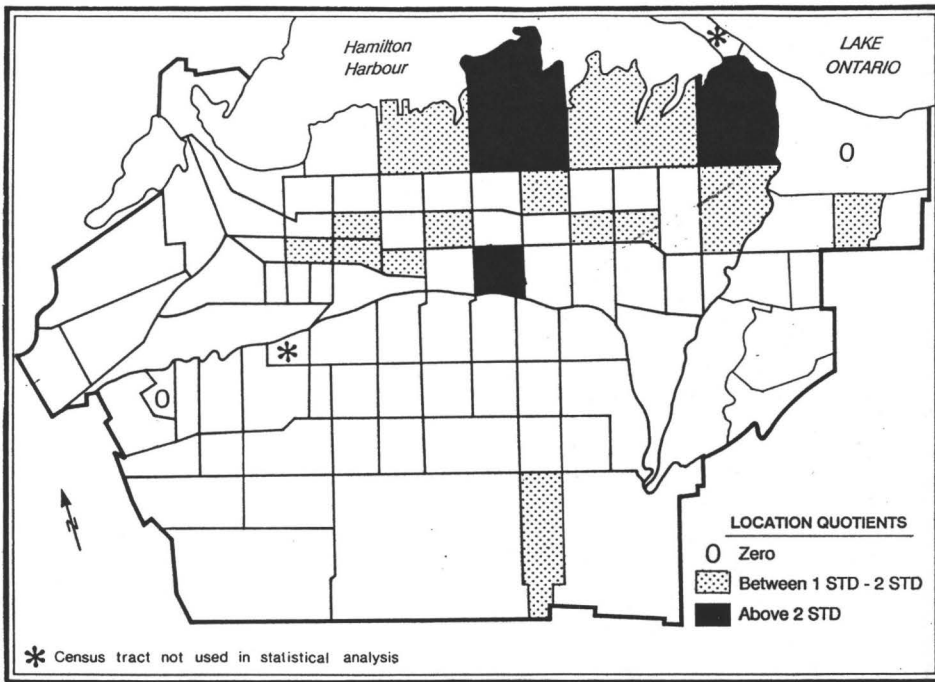 Hamilton
Harbour
LAKE
ONTARIO
*
0
*
0
N
LOCATION QUOTIENTS
0 Zero
Between 1 STD - 2 STD
Above 2 STD
* Census tract not used in statistical analysis